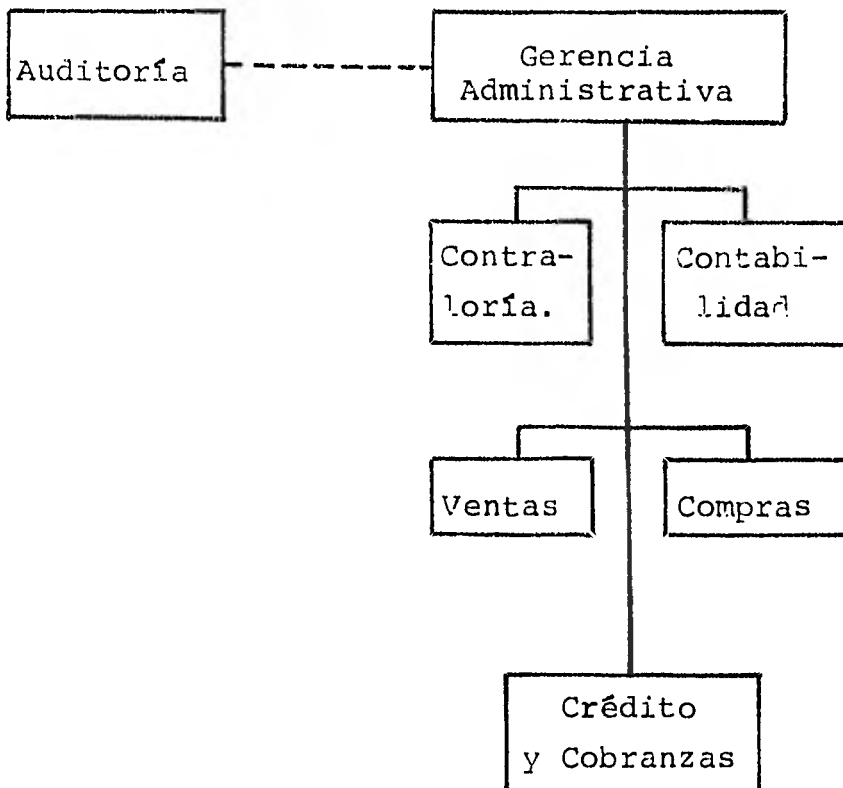 Auditoría
Gerencia
Administrativa
Contra-
loría.
Contabi-
lidad
Ventas
Compras
Crédito
y Cobranzas